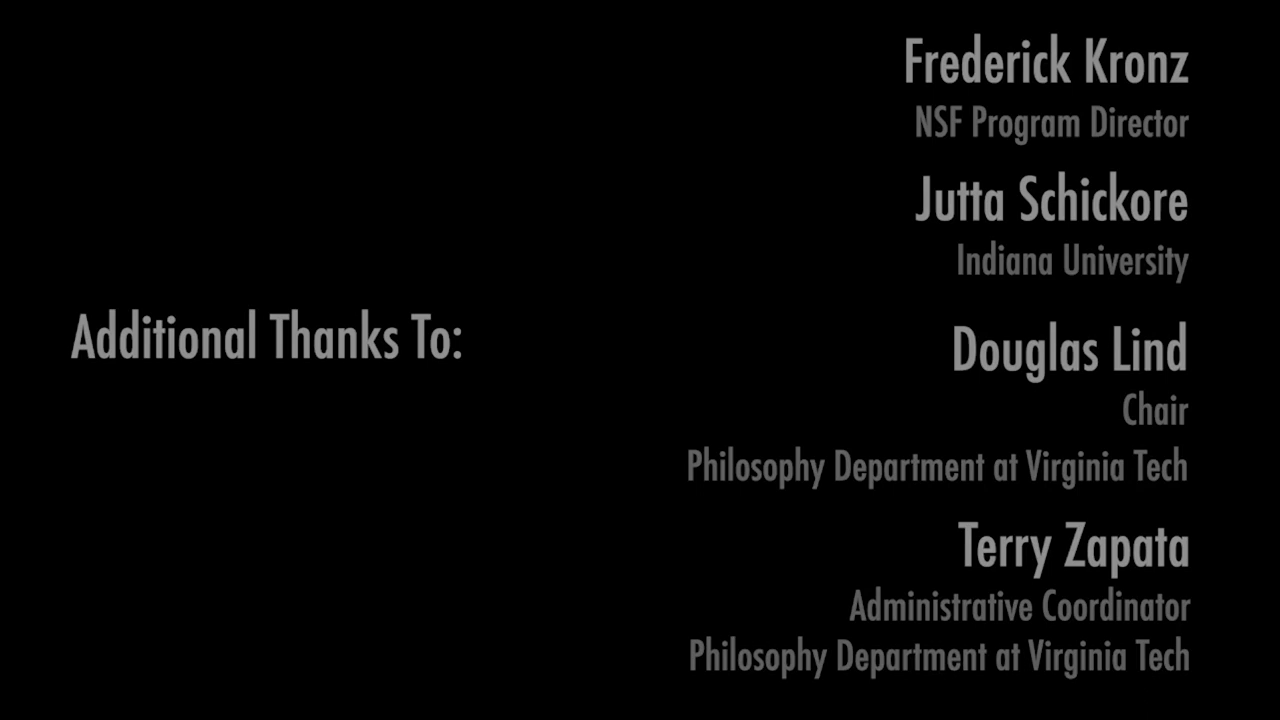 Additional Thanks To:
Frederick Kronz
NSF Program Director
Jutta Schickore
Indiana University
Douglas Lind
Chair
Philosophy Department at Virginia Tech
Terry Zapata
Administrative Coordinator
Philosophy Department at Virginia Tech